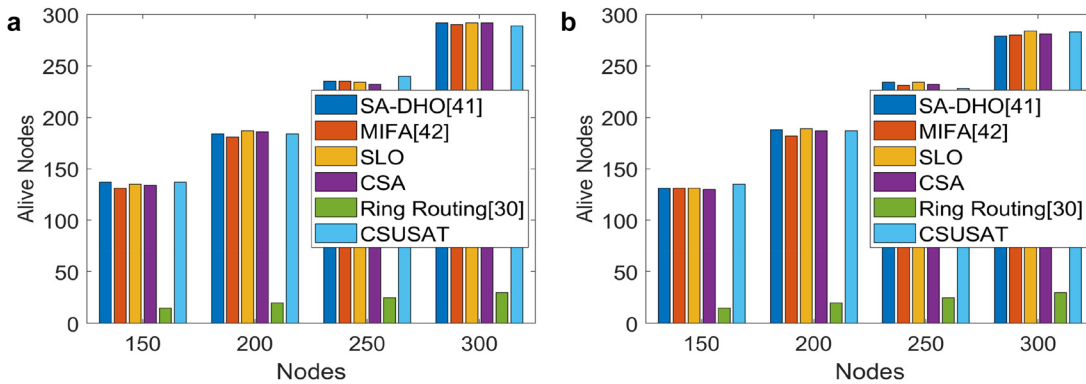 a
300
250
200
150
100
50
0
Alive Nodes
150 200 250 300
Nodes
SA-DHO[41]
MIFA[42]
SLO
CSA
Ring Routing[30]
CSUSAT
b
300
250
200
150
100
50
0
Alive Nodes
150 200 250 300
Nodes
SA-DHO[41]
MIFA[42]
SLO
CSA
Ring Routing[30]
CSUSAT